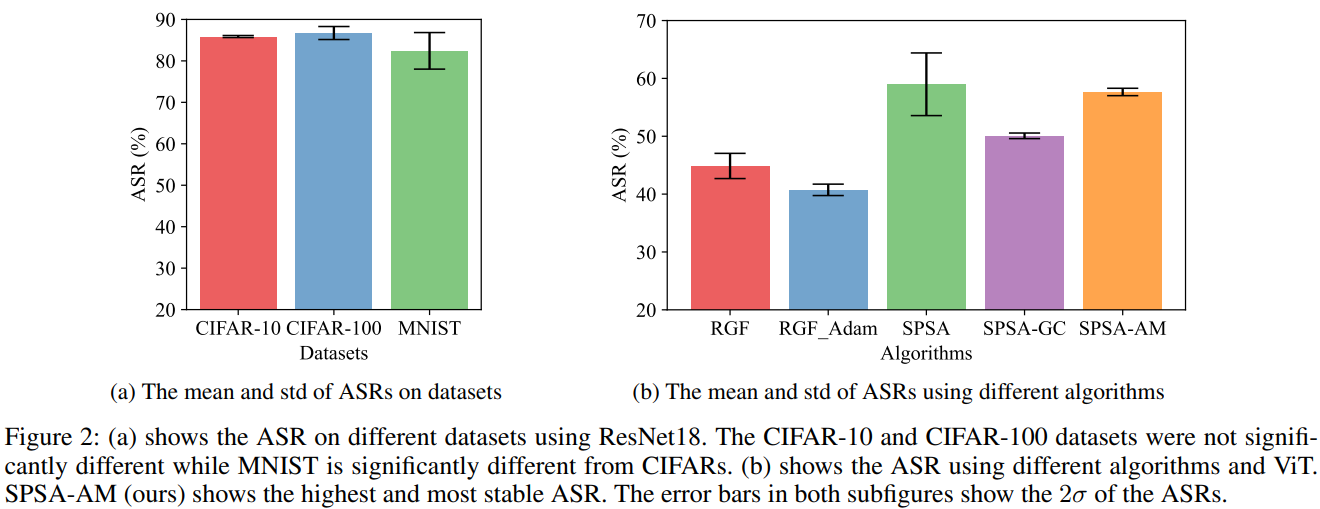 90
80
70
60
50
40
30
20
ASR (%)
CIFAR-10 CIFAR-100 MNIST
Datasets
(a) The mean and std of ASRs on datasets
70
60
50
40
30
20
ASR (%)
RGF RGF_Adam SPSA SPSA-GC SPSA-AM
Algorithms
(b) The mean and std of ASRs using different algorithms
Figure 2: (a) shows the ASR on different datasets using ResNet18. The CIFAR-10 and CIFAR-100 datasets were not signifi-
cantly different while MNIST is significantly different from CIFARs. (b) shows the ASR using different algorithms and ViT.
SPSA-AM (ours) shows the highest and most stable ASR. The error bars in both subfigures show the 2σ of the ASRs.